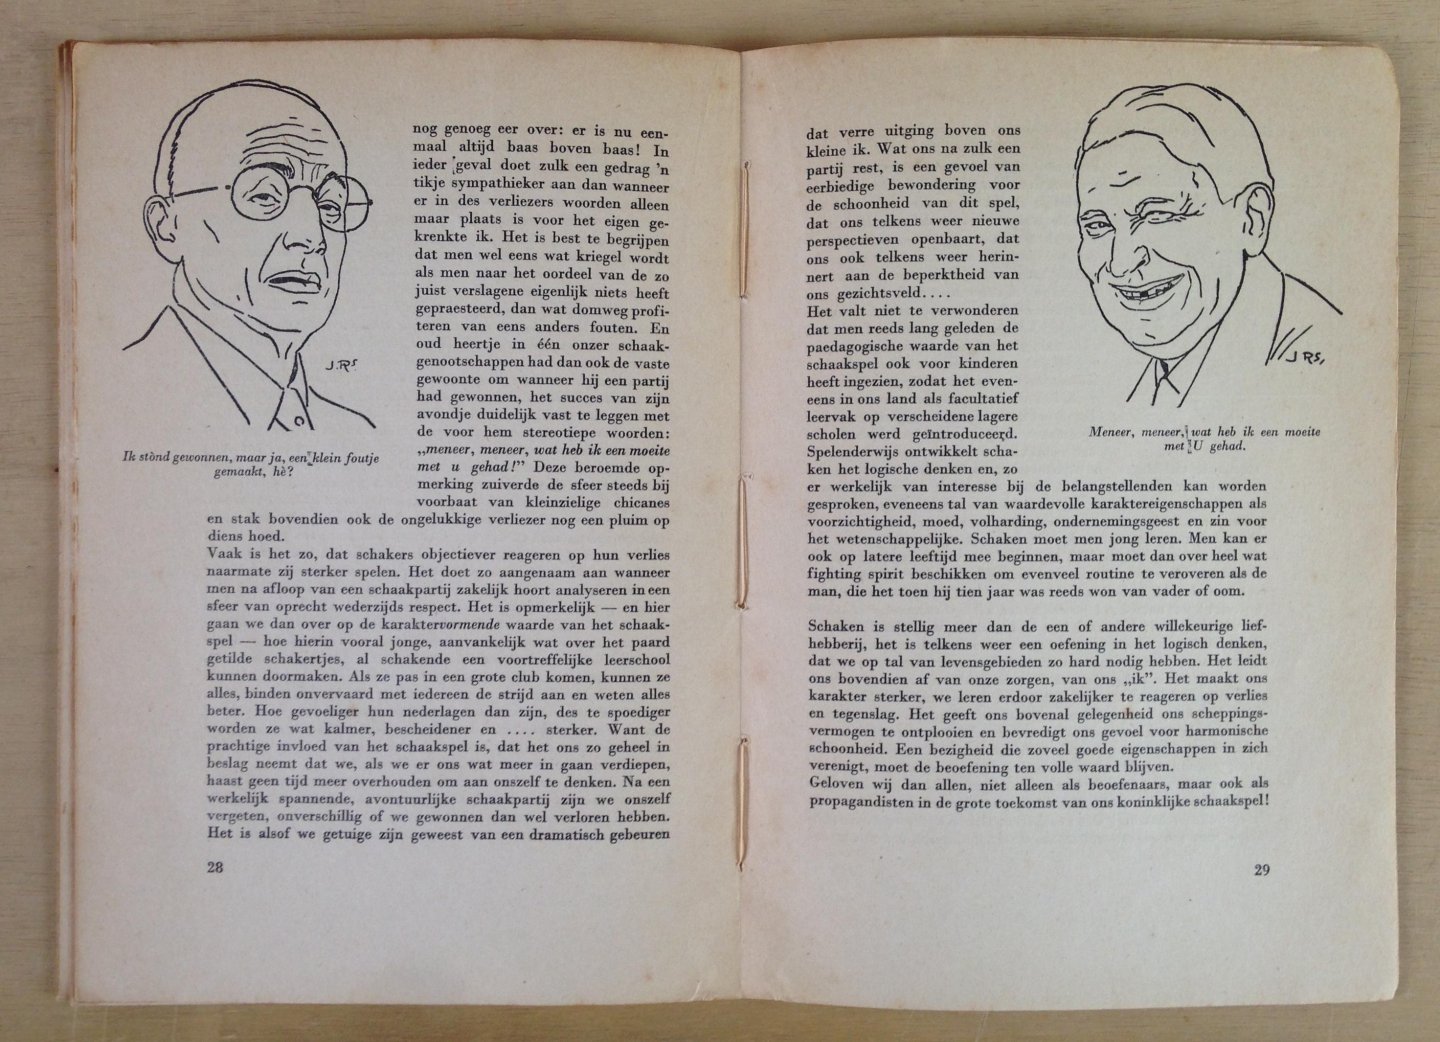 nog genoeg eer over: er is nu een-
maal altijd baas boven baas! In
ieder geval doet zulk een gedrag 'n
tikje sympathieker aan dan wanneer
er in des verliezers woorden alleen
maar plaats is voor het eigen ge-
krenkte ik. Het is best te begrijpen
dat men wel eens wat kriegel wordt
als men naar het oordeel van de zo
juist verslagene eigenlijk niets heeft
gepraesteerd, dan wat domweg profi-
teren van eens anders fouten. En
oud heertje in één onzer schaak-
genootschappen had dan ook de vaste
gewoonte om wanneer hij een partij
had gewonnen, het succes van zijn
avondje duidelijk vast te leggen met
de voor hem stereotiepe woorden:
„meneer, meneer, wat heb ik een moeite
met u gehad!” Deze beroemde op-
merking zuiverde de sfeer steeds bij
voorbaat van kleinzielige chicanes
en stak bovendien ook de ongelukkige verliezer nog een pluim op
diens hoed.
J.RS
Ik stònd gewonnen, maar ja, een klein foutje
gemaakt, hè?
Vaak is het zo, dat schakers objectiever reageren op hun verlies
naarmate zij sterker spelen. Het doet zo aangenaam aan wanneer
men na afloop van een schaakpartij zakelijk hoort analyseren in een
sfeer van oprecht wederzijds respect. Het is opmerkelijk — en hier
gaan we dan over op de karaktervormende waarde van het schaak-
spel — hoe hierin vooral jonge, aanvankelijk wat over het paard
getilde schakertjes, al schakende een voortreffelijke leerschool
kunnen doormaken. Als ze pas in een grote club komen, kunnen ze
alles, binden onvervaard met iedereen de strijd aan en weten alles
beter. Hoe gevoeliger hun nederlagen dan zijn, des te spoediger
worden ze wat kalmer, bescheidener en .... sterker. Want de
prachtige invloed van het schaakspel is, dat het ons zo geheel in
beslag neemt dat we, als we er ons wat meer in gaan verdiepen,
haast geen tijd meer overhouden om aan onszelf te denken. Na een
werkelijk spannende, avontuurlijke schaakpartij zijn we onszelf
vergeten, onverschillig of we gewonnen dan wel verloren hebben.
Het is alsof we getuige zijn geweest van een dramatisch gebeuren
28
dat verre uitging boven ons
kleine ik. Wat ons na zulk een
partij rest, is een gevoel van
eerbiedige bewondering voor
de schoonheid van dit spel,
dat ons telkens weer nieuwe
perspectieven openbaart, dat
ons ook telkens weer herin-
nert aan de beperktheid van
ons gezichtsveld....
Het valt niet te verwonderen
dat men reeds lang geleden de
paedagogische waarde van het
schaakspel ook voor kinderen
heeft ingezien, zodat het even-
eens in ons land als facultatief
leervak op verscheidene lagere
scholen werd geïntroduceerd.
Spelenderwijs ontwikkelt scha-
ken het logische denken en, zo
er werkelijk van interesse bij de belangstellenden kan worden
gesproken, eveneens tal van waardevolle karaktereigenschappen als
voorzichtigheid, moed, volharding, ondernemingsgeest en zin voor
het wetenschappelijke. Schaken moet men jong leren. Men kan er
ook op latere leeftijd mee beginnen, maar moet dan over heel wat
fighting spirit beschikken om evenveel routine te veroveren als de
man, die het toen hij tien jaar was reeds won van vader of oom.
J RS,
Meneer, meneer, wat heb ik een moeite
met U gehad.
Schaken is stellig meer dan de een of andere willekeurige lief-
hebberij, het is telkens weer een oefening in het logisch denken,
dat we op tal van levensgebieden zo hard nodig hebben. Het leidt
ons bovendien af van onze zorgen, van ons „ik”. Het maakt ons
karakter sterker, we leren erdoor zakelijker te reageren op verlies
en tegenslag. Het geeft ons bovenal gelegenheid ons scheppings-
vermogen te ontplooien en bevredigt ons gevoel voor harmonische
schoonheid. Een bezigheid die zoveel goede eigenschappen in zich
verenigt, moet de beoefening ten volle waard blijven.
Geloven wij dan allen, niet alleen als beoefenaars, maar ook als
propagandisten in de grote toekomst van ons koninklijke schaakspel!
29